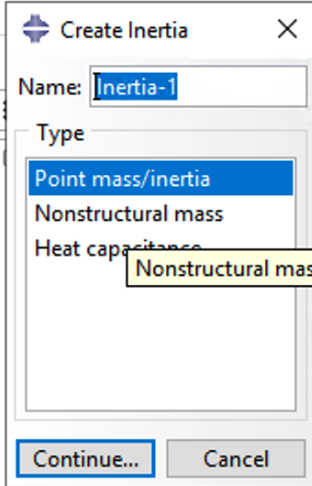 Create Inertia
Name: Inertia-1
Type
Point mass/inertia
Nonstructural mass
Heat capacitance
Nonstructural mas
Continue... Cancel